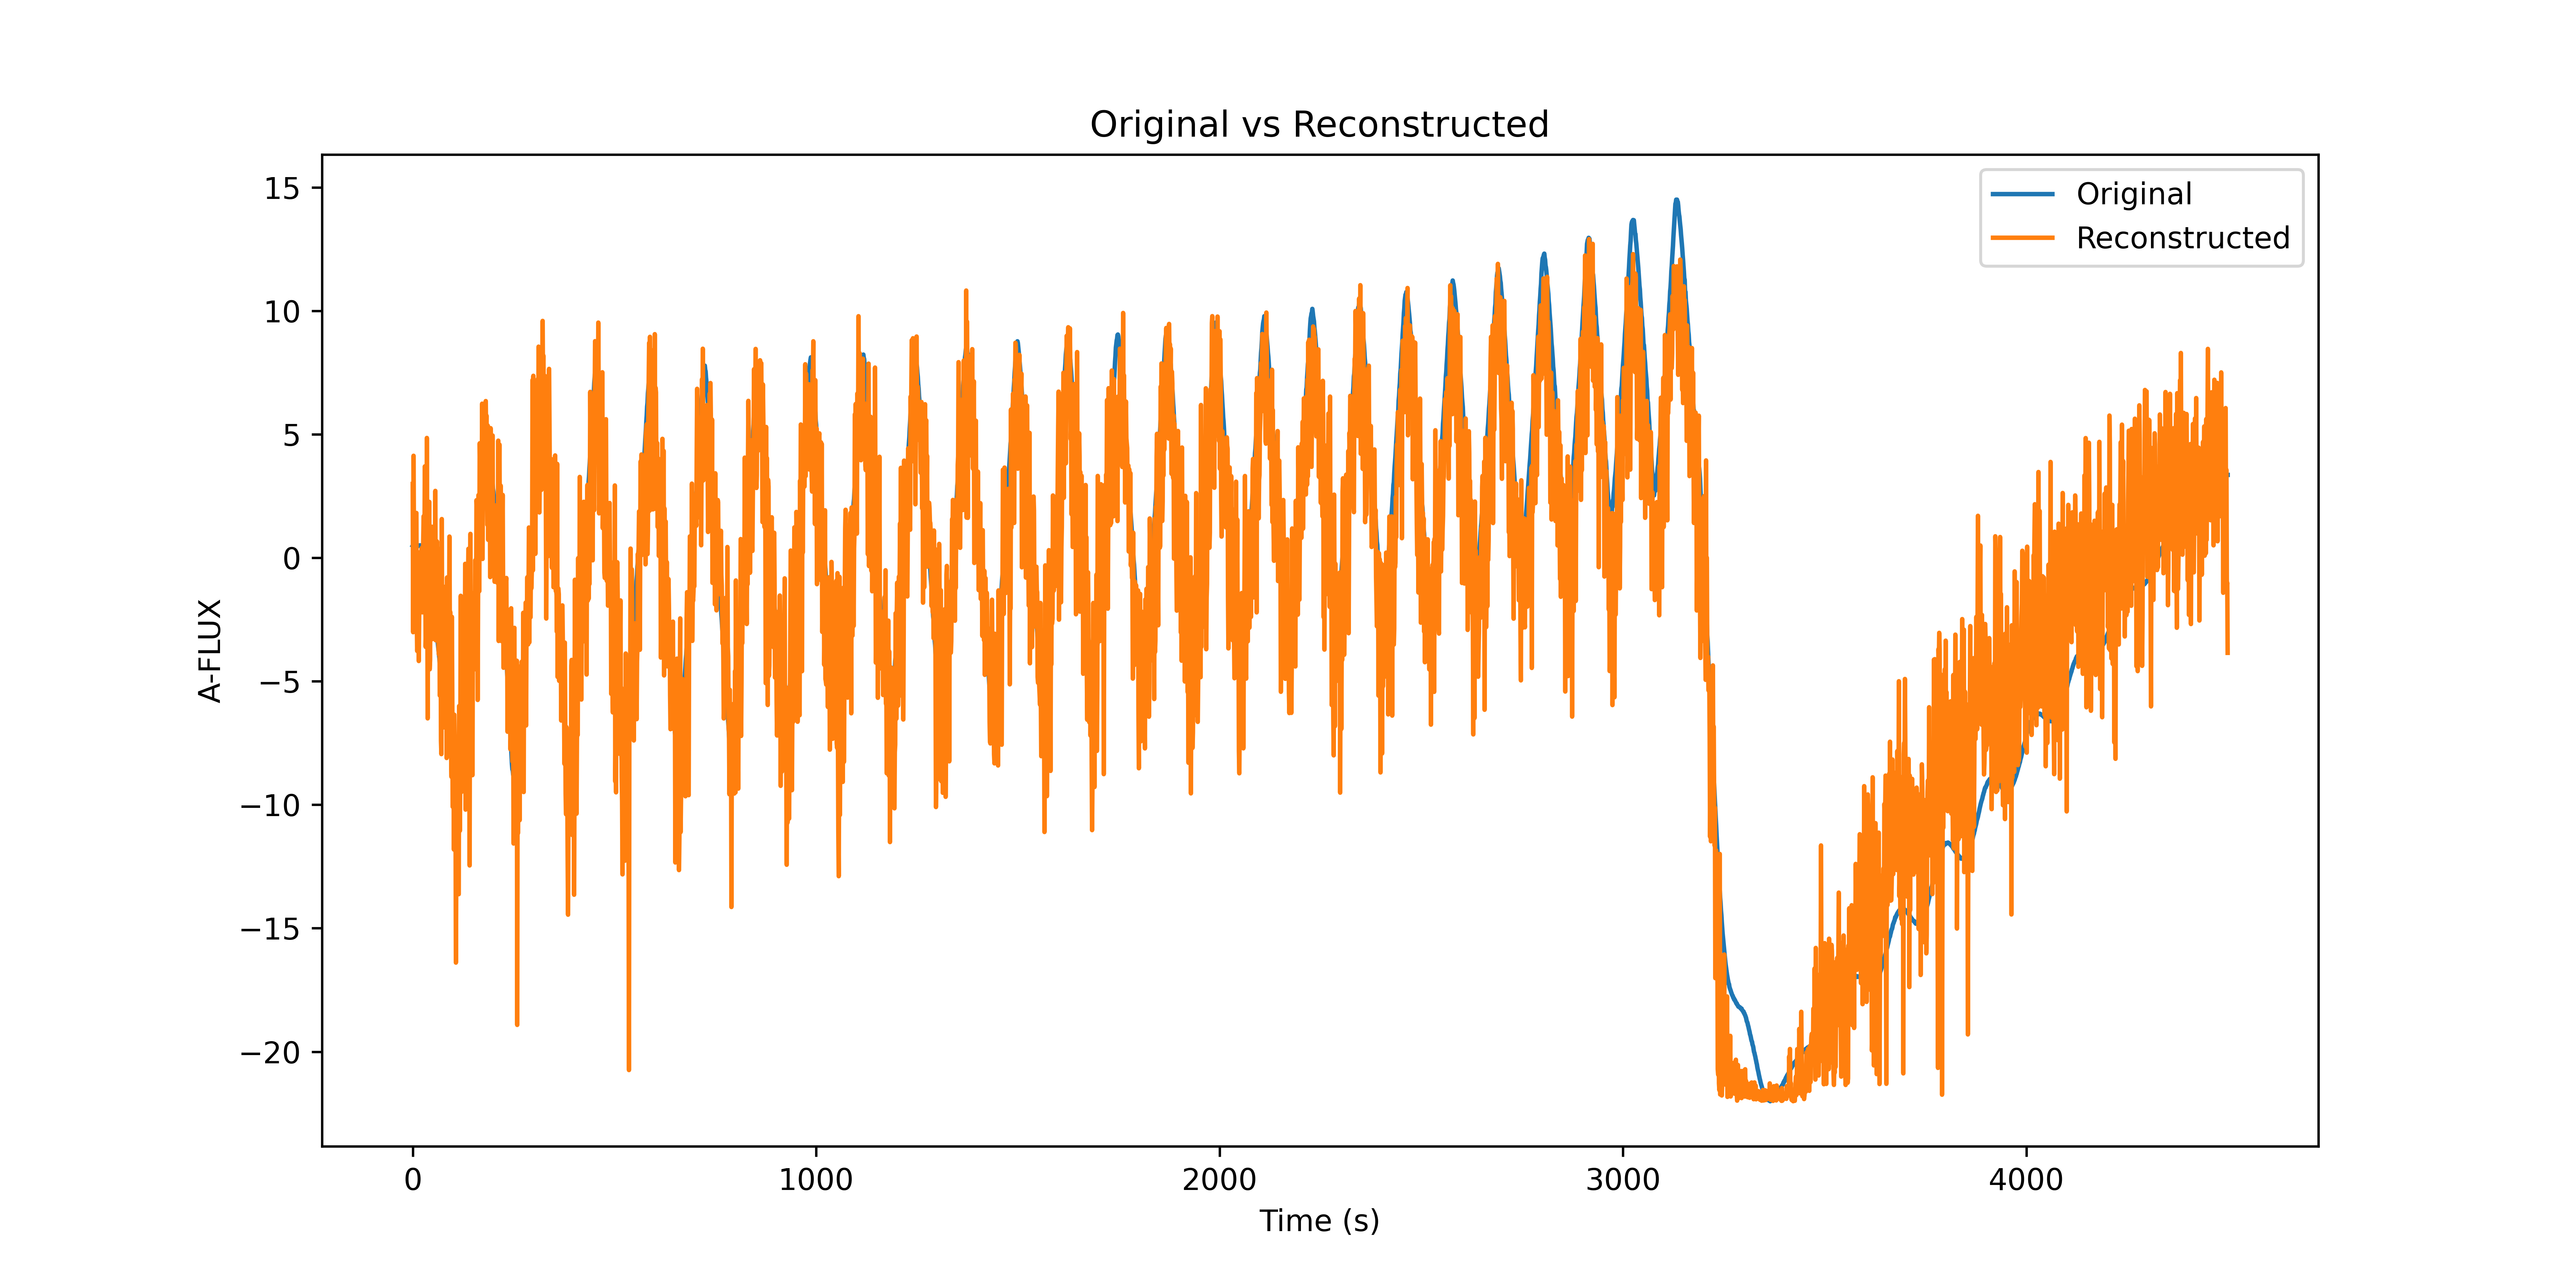 Original vs Reconstructed
Original
Reconstructed
A-FLUX
15
10
5
0
−5
−10
−15
−20
0 1000 2000 3000 4000
Time (s)